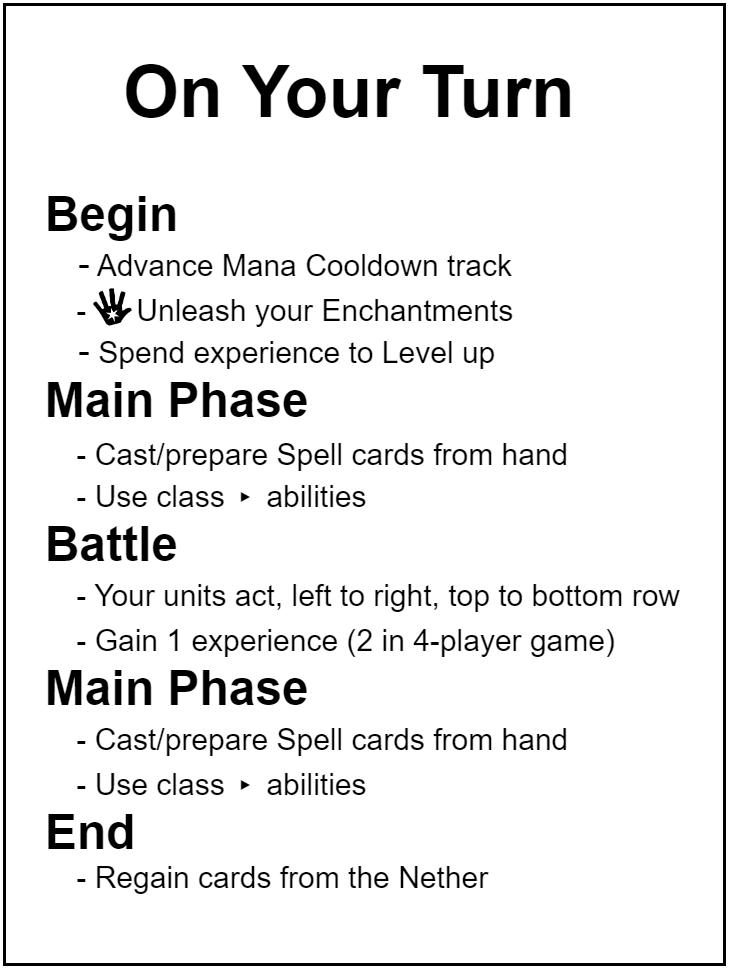 On Your Turn
Begin
- Advance Mana Cooldown track
- Unleash your Enchantments
- Spend experience to Level up
Main Phase
- Cast/prepare Spell cards from hand
- Use class ‣ abilities
Battle
- Your units act, left to right, top to bottom row
- Gain 1 experience (2 in 4-player game)
Main Phase
- Cast/prepare Spell cards from hand
- Use class ‣ abilities
End
- Regain cards from the Nether